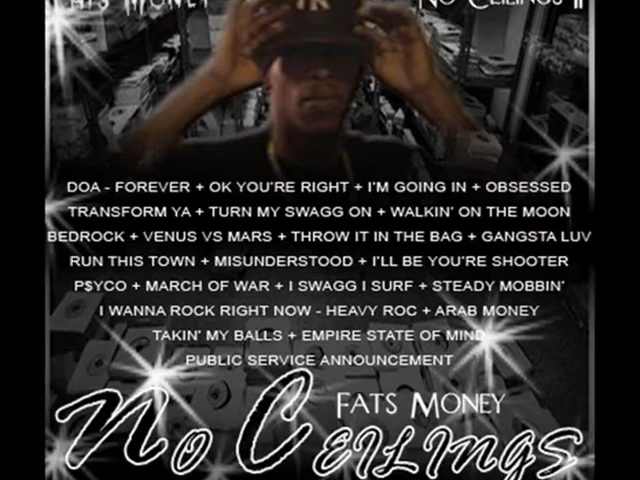 Fats Money No Ceilings II
DOA - FOREVER + OK YOU'RE RIGHT + I'M GOING IN + OBSESSED
TRANSFORM YA + TURN MY SWAGG ON + WALKIN' ON THE MOON
BEDROCK + VENUS VS MARS + THROW IT IN THE BAG + GANGSTA LUV
RUN THIS TOWN + MISUNDERSTOOD + I'LL BE YOU'RE SHOOTER
P$YCO + MARCH OF WAR + I SWAGG I SURF + STEADY MOBBIN'
I WANNA ROCK RIGHT NOW - HEAVY ROC + ARAB MONEY
TAKIN' MY BALLS + EMPIRE STATE OF MIND
PUBLIC SERVICE ANNOUNCEMENT
Fats Money
No Ceilings